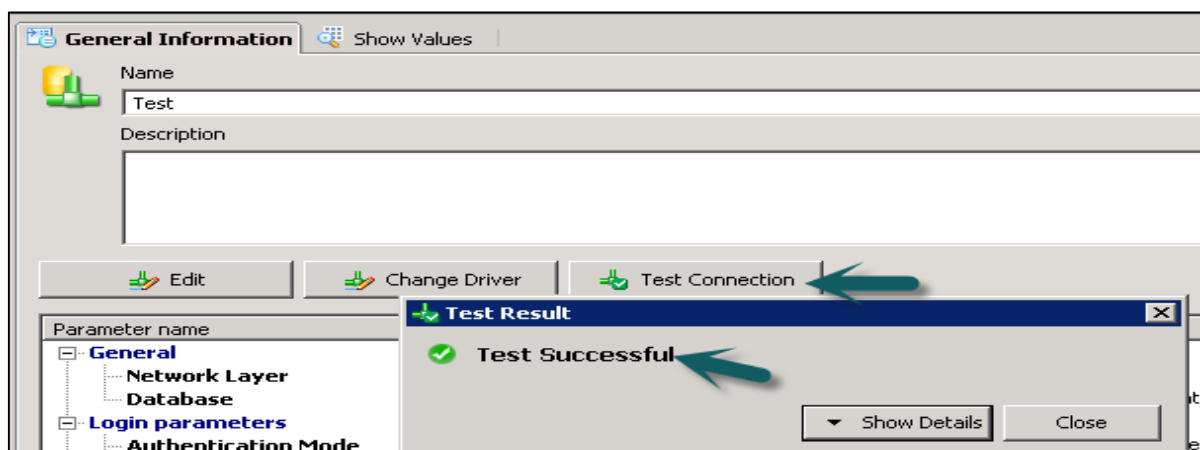 General Information Show Values
Name
Test
Description
Edit Change Driver Test Connection
Test Result
Parameter name
Test Successful
General
Network Layer
Database
Login parameters
Show Details Close
Authentication Mode